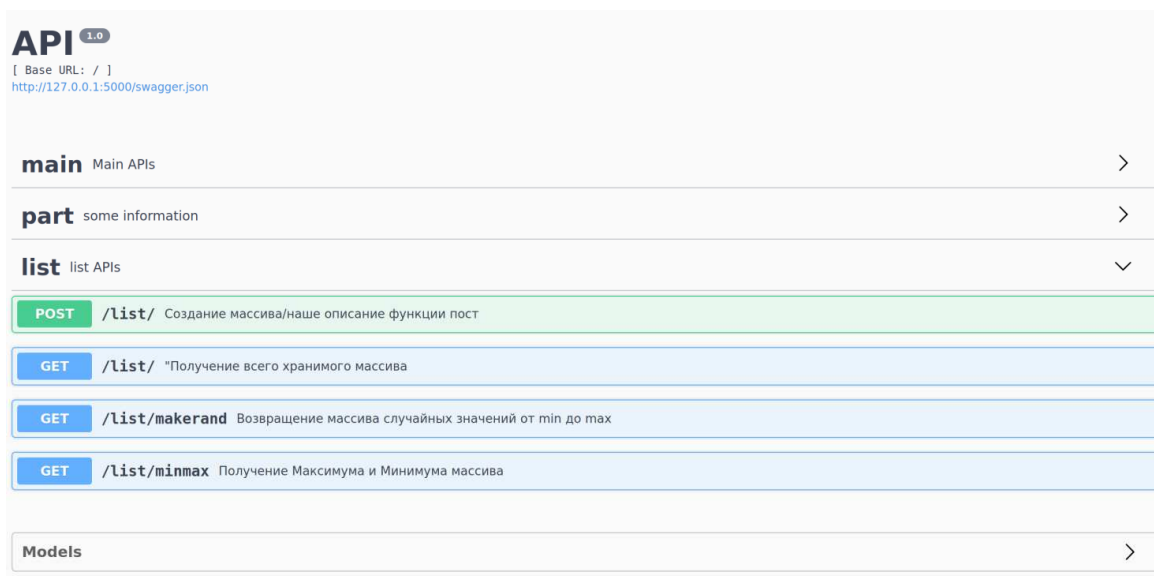 API 1.0
[ Base URL: / ]
http://127.0.0.1:5000/swagger.json
main Main APIs
part some information
list list APIs
POST /list/ Создание массива/наше описание функции пост
GET /list/ "Получение всего хранимого массива
GET /list/makerand Возвращение массива случайных значений от min до max
GET /list/minmax Получение Максимума и Минимума массива
Models